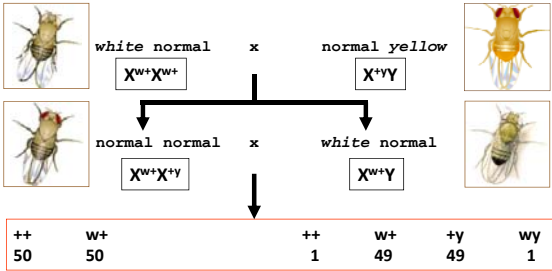 white normal x normal yellow
Xw+Xw+ X+yY
normal normal x white normal
Xw+X+y Xw+Y
++ w+ ++ w+ +y wy
50 50 1 49 49 1